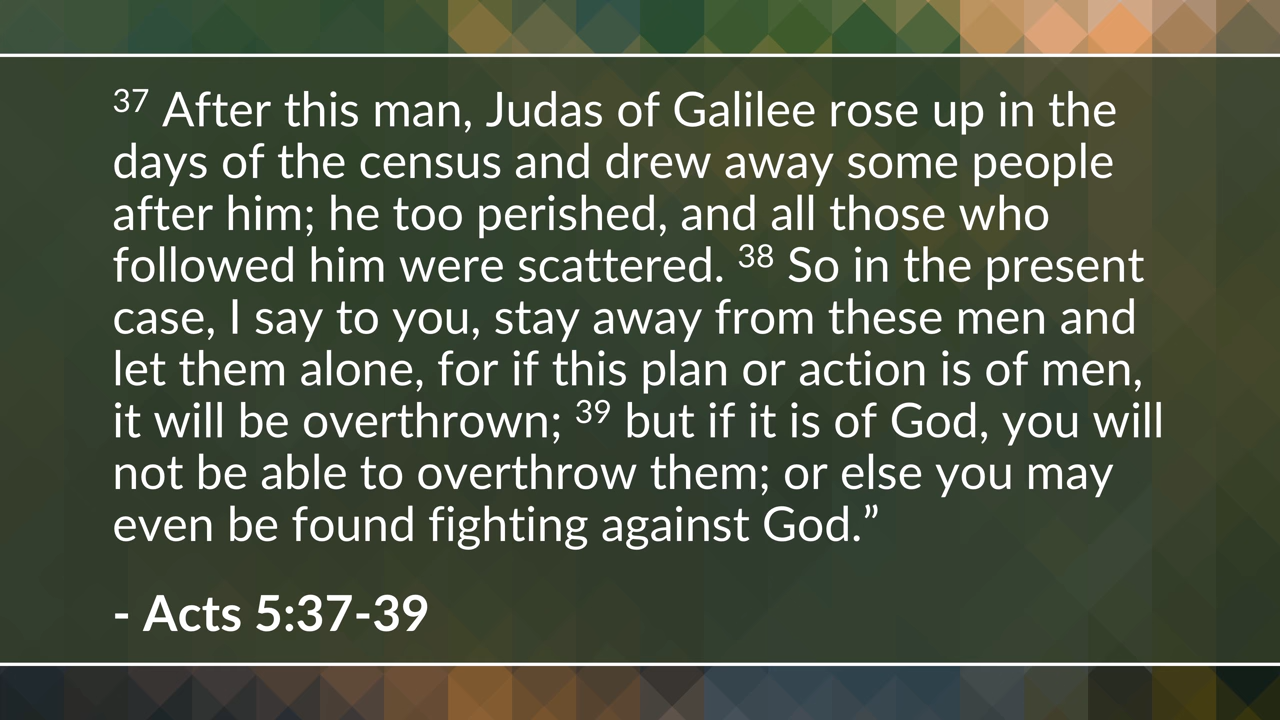 37 After this man, Judas of Galilee rose up in the
days of the census and drew away some people
after him; he too perished, and all those who
followed him were scattered. 38 So in the present
case, I say to you, stay away from these men and
let them alone, for if this plan or action is of men,
it will be overthrown; 39 but if it is of God, you will
not be able to overthrow them; or else you may
even be found fighting against God.”
- Acts 5:37-39